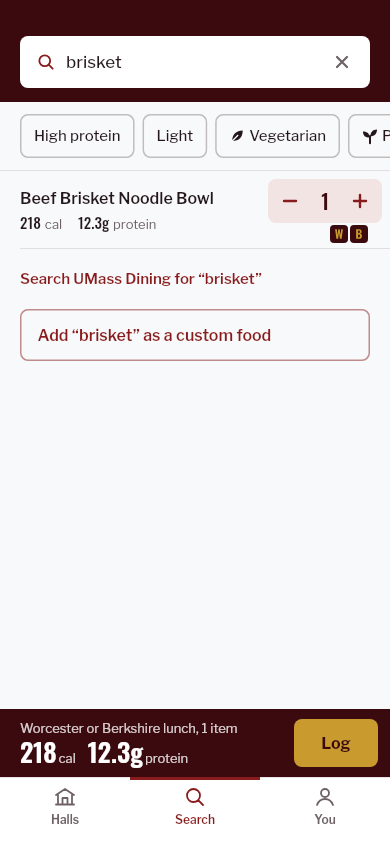 brisket
High protein
Light
Vegetarian
P
Beef Brisket Noodle Bowl
1
218 cal 12.3g protein
W B
Search UMass Dining for “brisket”
Add “brisket” as a custom food
Worcester or Berkshire lunch, 1 item
218 cal 12.3g protein
Log
Halls
Search
You